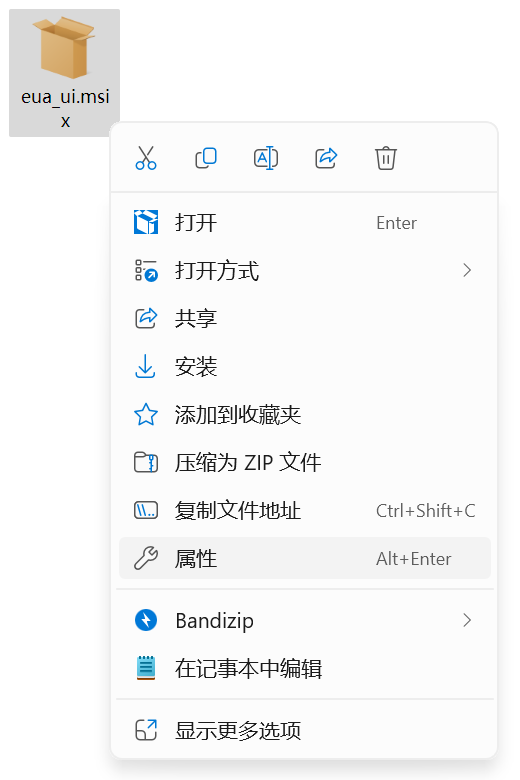 eua_ui.msi
x
打开 Enter
打开方式
共享
安装
添加到收藏夹
压缩为 ZIP 文件
复制文件地址 Ctrl+Shift+C
属性 Alt+Enter
Bandizip
在记事本中编辑
显示更多选项